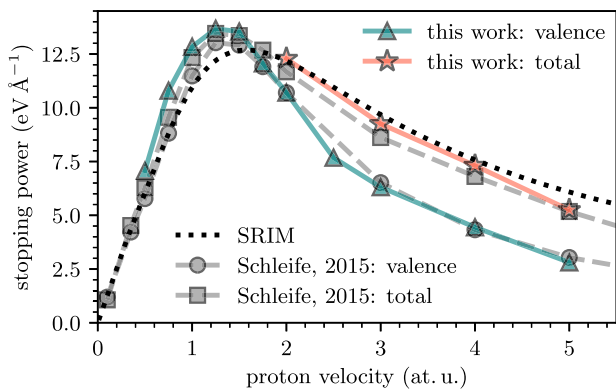 this work: valence
this work: total
SRIM
Schleife, 2015: valence
Schleife, 2015: total
stopping power (eV Å⁻¹)
12.5
10.0
7.5
5.0
2.5
0.0
0 1 2 3 4 5
proton velocity (at. u.)